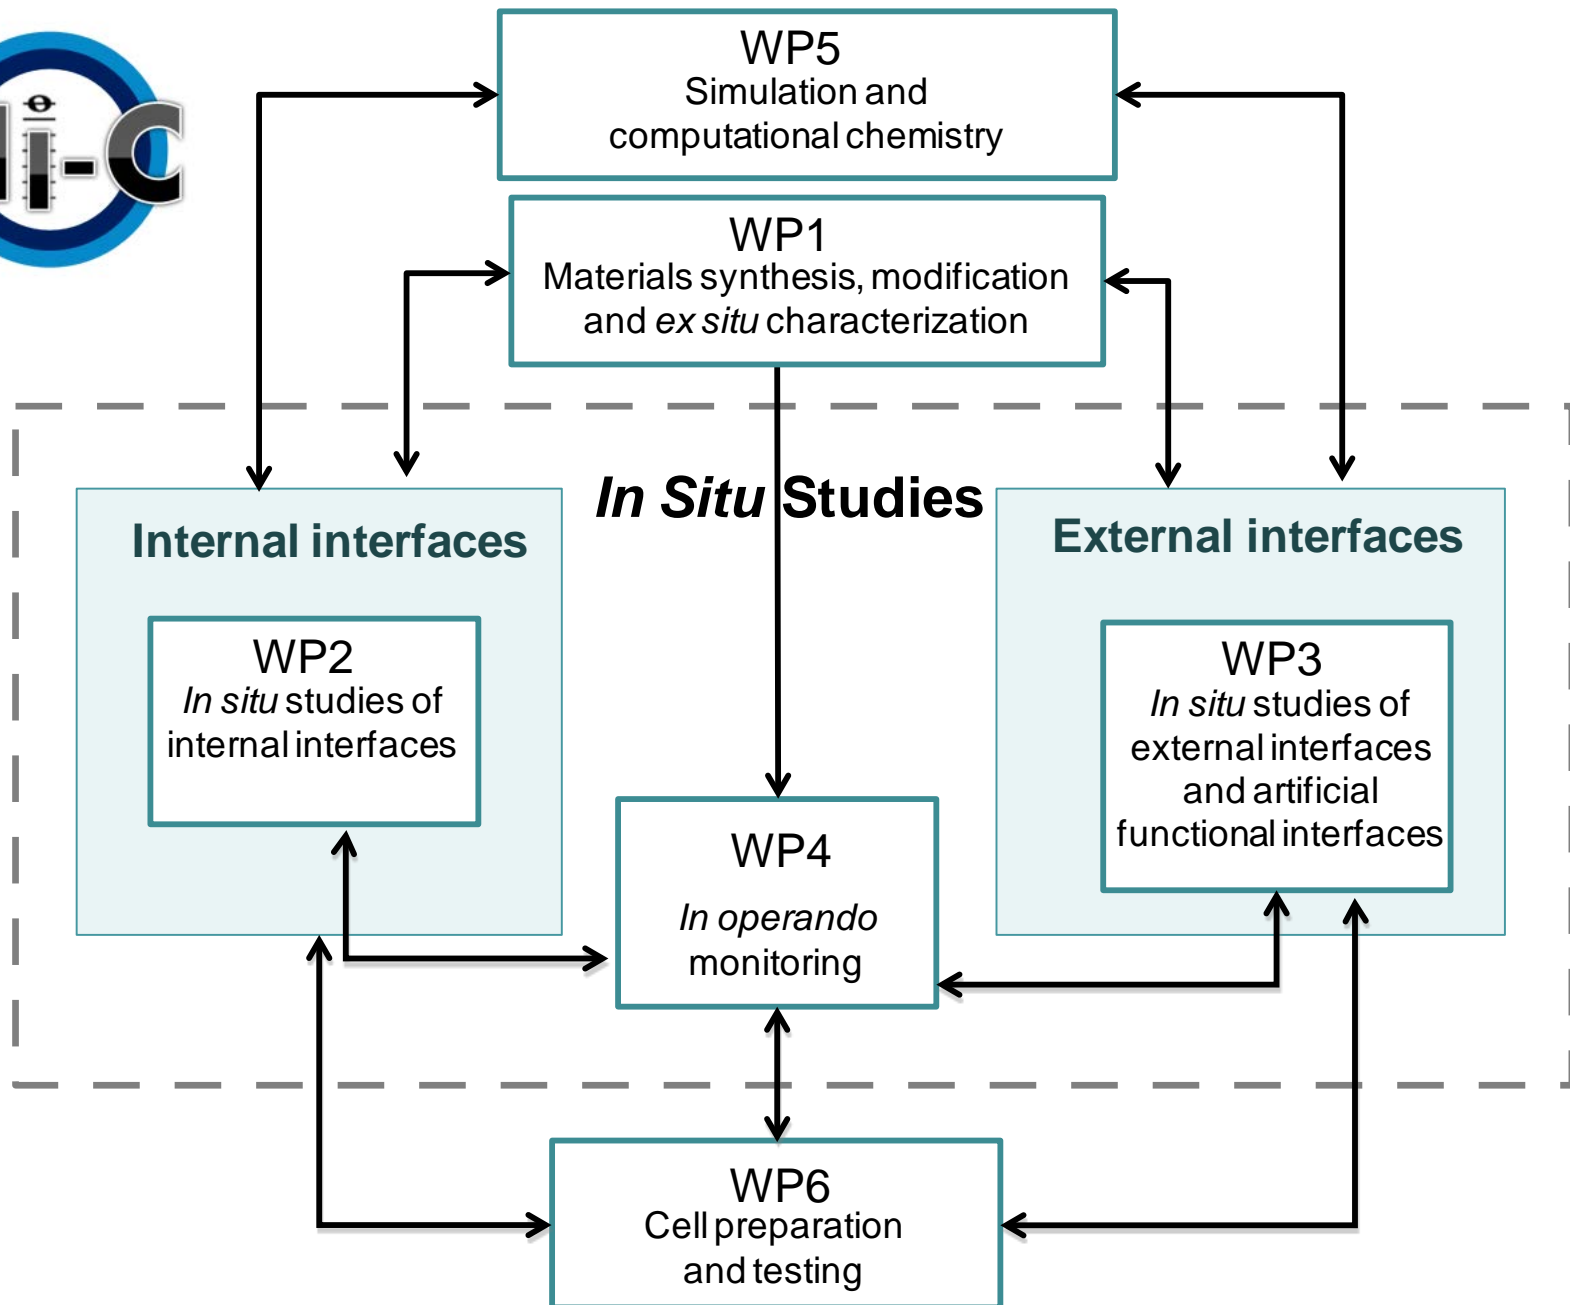 i-C
WP5
Simulation and
computational chemistry
WP1
Materials synthesis, modification
and ex situ characterization
In Situ Studies
Internal interfaces
External interfaces
WP2
In situ studies of
internal interfaces
WP3
In situ studies of
external interfaces
and artificial
functional interfaces
WP4
In operando
monitoring
WP6
Cell preparation
and testing